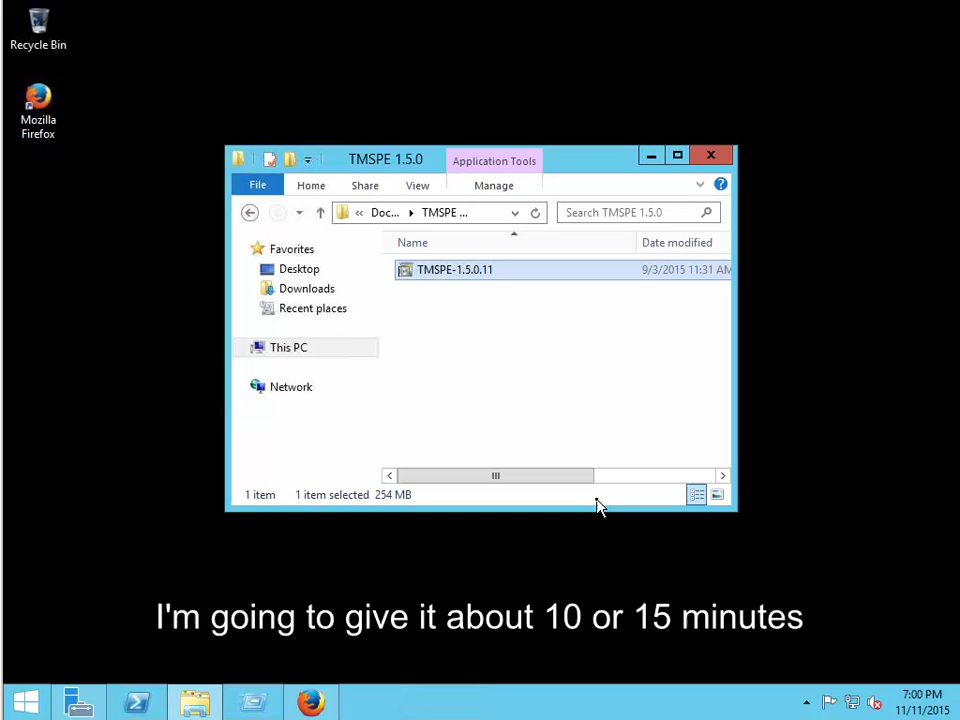 Recycle Bin
Mozilla
Firefox
TMSPE 1.5.0
Application Tools
File
Home
Share
View
Manage
« Doc...
TMSPE ...
Search TMSPE 1.5.0
Name
Date modified
Favorites
Desktop
Downloads
Recent places
This PC
Network
TMSPE-1.5.0.11
9/3/2015 11:31 AM
1 item
1 item selected
254 MB
I'm going to give it about 10 or 15 minutes
7:00 PM
11/11/2015